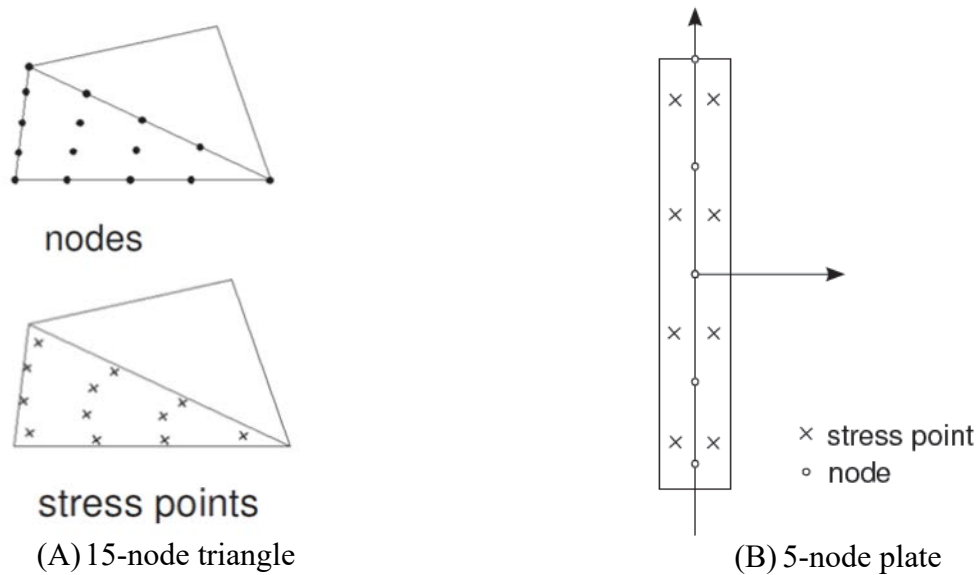 nodes
stress points
(A) 15-node triangle
× stress point
○ node
(B) 5-node plate